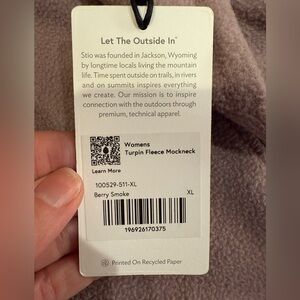 Let The Outside In
Stio was founded in Jackson, Wyoming
by longtime locals living the mountain
life. Time spent outside on trails, in rivers
and on summits inspires everything
we create. Our mission is to inspire
connection with the outdoors through
premium, technical apparel.
Womens
Turpin Fleece Mockneck
Learn More
100529-511-XL
Berry Smoke XL
196926170375
Printed On Recycled Paper